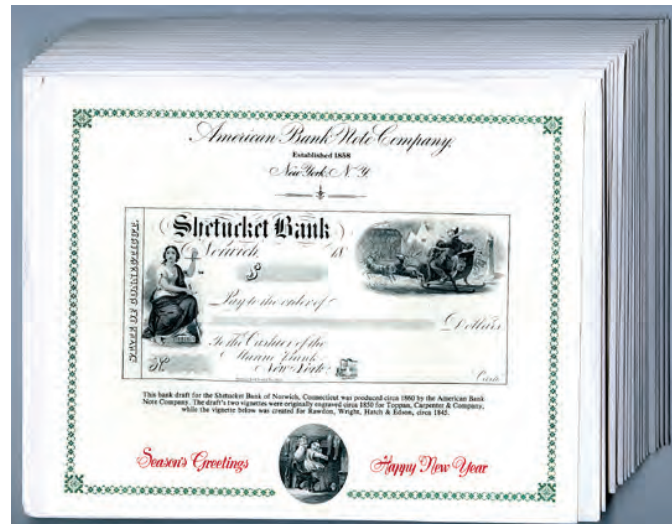 American Bank Note Company.
Established 1858
New York, N.Y.
Shetucket Bank
Norwich, 18
$
Pay to the order of
Dollars
To the Cashier of the
Bank
New York
Cash.
This bank draft for the Shetucket Bank of Norwich, Connecticut was produced circa 1860 by the American Bank
Note Company. The draft's two vignettes were originally engraved circa 1850 for Toppan, Carpenter & Company,
while the vignette below was created for Rawdon, Wright, Hatch & Edson, circa 1845.
Season's Greetings
Happy New Year